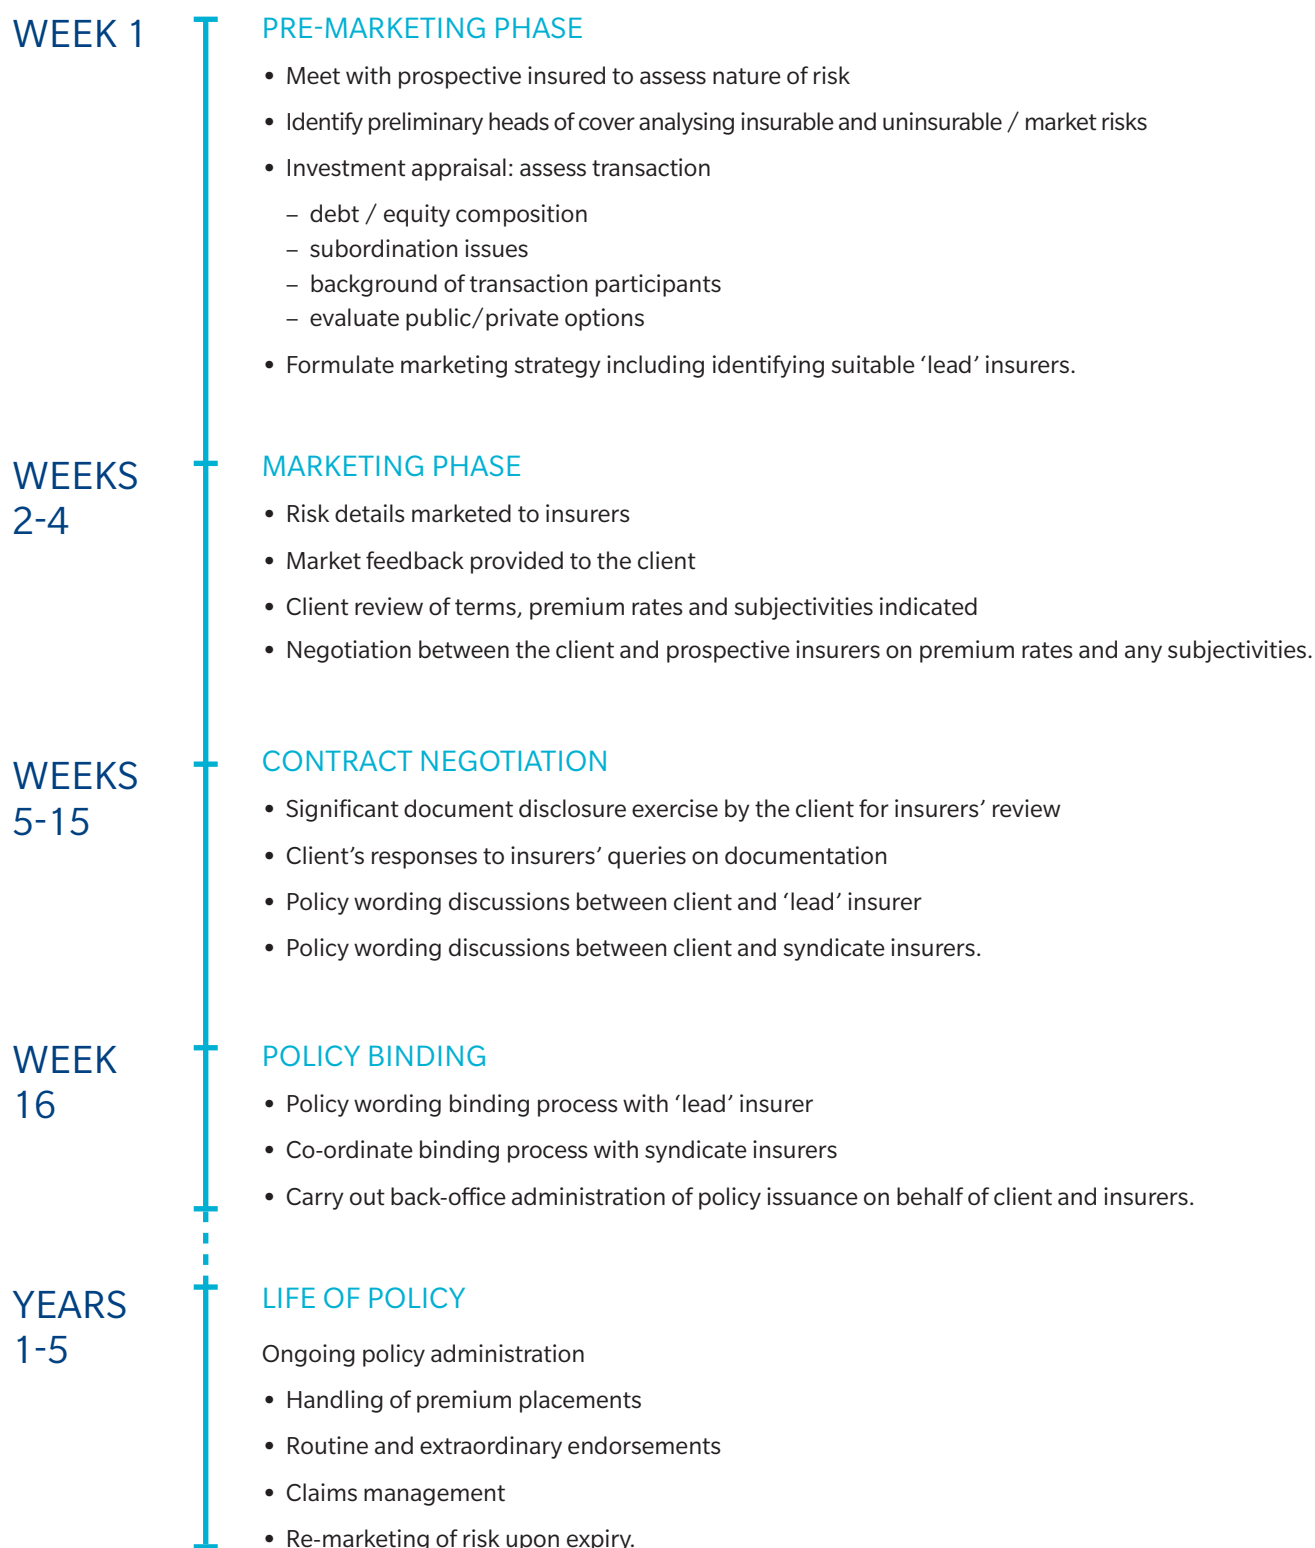 WEEK 1
PRE-MARKETING PHASE
• Meet with prospective insured to assess nature of risk
• Identify preliminary heads of cover analysing insurable and uninsurable / market risks
• Investment appraisal: assess transaction
– debt / equity composition
– subordination issues
– background of transaction participants
– evaluate public/private options
• Formulate marketing strategy including identifying suitable ‘lead’ insurers.
WEEKS
2-4
MARKETING PHASE
• Risk details marketed to insurers
• Market feedback provided to the client
• Client review of terms, premium rates and subjectivities indicated
• Negotiation between the client and prospective insurers on premium rates and any subjectivities.
WEEKS
5-15
CONTRACT NEGOTIATION
• Significant document disclosure exercise by the client for insurers’ review
• Client’s responses to insurers’ queries on documentation
• Policy wording discussions between client and ‘lead’ insurer
• Policy wording discussions between client and syndicate insurers.
WEEK
16
POLICY BINDING
• Policy wording binding process with ‘lead’ insurer
• Co-ordinate binding process with syndicate insurers
• Carry out back-office administration of policy issuance on behalf of client and insurers.
YEARS
1-5
LIFE OF POLICY
Ongoing policy administration
• Handling of premium placements
• Routine and extraordinary endorsements
• Claims management
• Re-marketing of risk upon expiry.